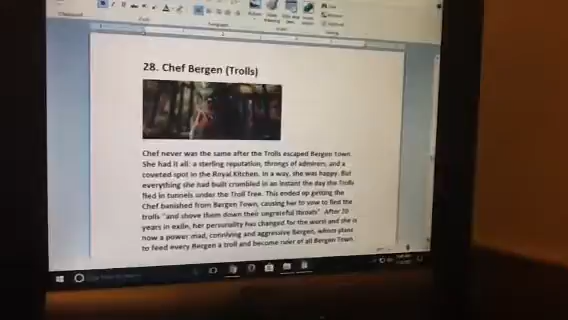 28. Chef Bergen (Trolls)
Chef never was the same after the Trolls escaped Bergen Town.
She had it all: a sterling reputation, throngs of admirers, and a
coveted spot in the Royal Kitchen. In a way, she was happy. But
everything she had built crumbled in an instant the day the Trolls
fled in tunnels under the Troll Tree. This ended up getting the
Chef banished from Bergen Town, causing her to vow to find the
trolls "and shove them down their ungrateful throats". After 20
years in exile, her personality has changed for the worst and she is
now a power mad, conniving and aggressive Bergen, who plans
to feed every Bergen a troll and become ruler of all Bergen Town.